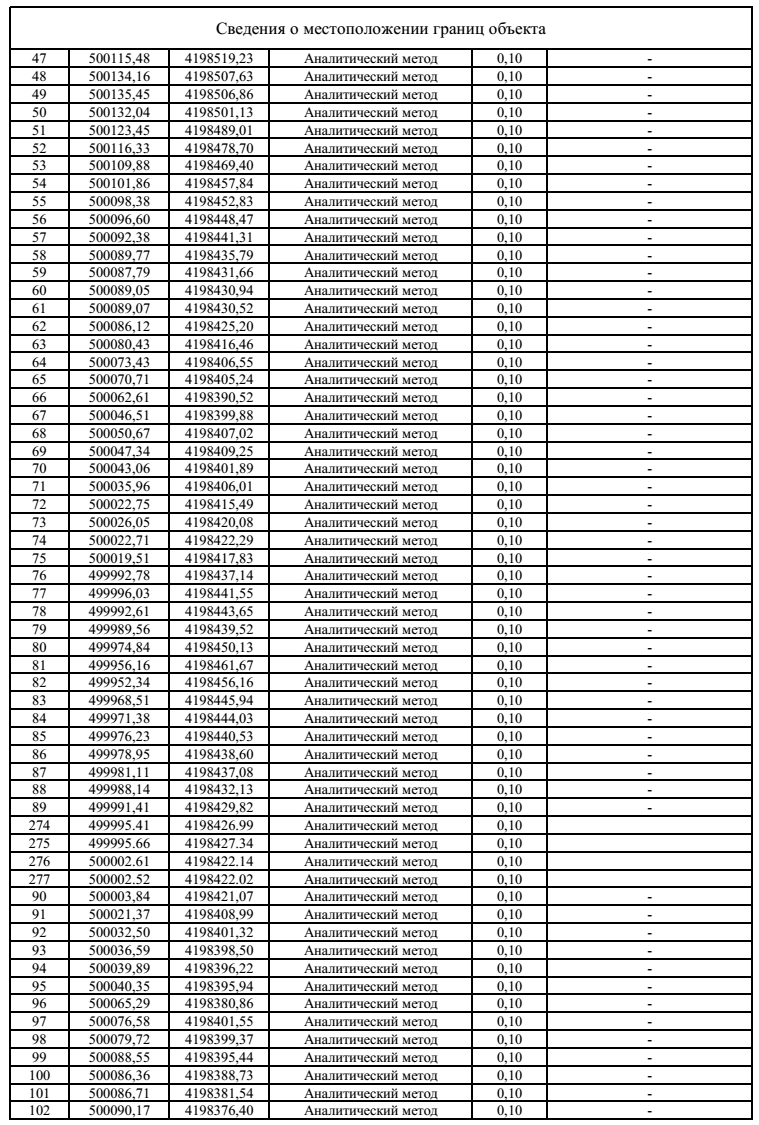 Сведения о местоположении границ объекта
47 500115,48 4198519,23 Аналитический метод 0,10 -
48 500134,16 4198507,63 Аналитический метод 0,10 -
49 500135,45 4198506,86 Аналитический метод 0,10 -
50 500132,04 4198501,13 Аналитический метод 0,10 -
51 500123,45 4198489,01 Аналитический метод 0,10 -
52 500116,33 4198478,70 Аналитический метод 0,10 -
53 500109,88 4198469,40 Аналитический метод 0,10 -
54 500101,86 4198457,84 Аналитический метод 0,10 -
55 500098,38 4198452,83 Аналитический метод 0,10 -
56 500096,60 4198448,47 Аналитический метод 0,10 -
57 500092,38 4198441,31 Аналитический метод 0,10 -
58 500089,77 4198435,79 Аналитический метод 0,10 -
59 500087,79 4198431,66 Аналитический метод 0,10 -
60 500089,05 4198430,94 Аналитический метод 0,10 -
61 500089,07 4198430,52 Аналитический метод 0,10 -
62 500086,12 4198425,20 Аналитический метод 0,10 -
63 500080,43 4198416,46 Аналитический метод 0,10 -
64 500073,43 4198406,55 Аналитический метод 0,10 -
65 500070,71 4198405,24 Аналитический метод 0,10 -
66 500062,61 4198390,52 Аналитический метод 0,10 -
67 500046,51 4198399,88 Аналитический метод 0,10 -
68 500050,67 4198407,02 Аналитический метод 0,10 -
69 500047,34 4198409,25 Аналитический метод 0,10 -
70 500043,06 4198401,89 Аналитический метод 0,10 -
71 500035,96 4198406,01 Аналитический метод 0,10 -
72 500022,75 4198415,49 Аналитический метод 0,10 -
73 500026,05 4198420,08 Аналитический метод 0,10 -
74 500022,71 4198422,29 Аналитический метод 0,10 -
75 500019,51 4198417,83 Аналитический метод 0,10 -
76 499992,78 4198437,14 Аналитический метод 0,10 -
77 499996,03 4198441,55 Аналитический метод 0,10 -
78 499992,61 4198443,65 Аналитический метод 0,10 -
79 499989,56 4198439,52 Аналитический метод 0,10 -
80 499974,84 4198450,13 Аналитический метод 0,10 -
81 499956,16 4198461,67 Аналитический метод 0,10 -
82 499952,34 4198456,16 Аналитический метод 0,10 -
83 499968,51 4198445,94 Аналитический метод 0,10 -
84 499971,38 4198444,03 Аналитический метод 0,10 -
85 499976,23 4198440,53 Аналитический метод 0,10 -
86 499978,95 4198438,60 Аналитический метод 0,10 -
87 499981,11 4198437,08 Аналитический метод 0,10 -
88 499988,14 4198432,13 Аналитический метод 0,10 -
89 499991,41 4198429,82 Аналитический метод 0,10 -
274 499995.41 4198426.99 Аналитический метод 0,10
275 499995.66 4198427.34 Аналитический метод 0,10
276 500002.61 4198422.14 Аналитический метод 0,10
277 500002.52 4198422.02 Аналитический метод 0,10
90 500003,84 4198421,07 Аналитический метод 0,10 -
91 500021,37 4198408,99 Аналитический метод 0,10 -
92 500032,50 4198401,32 Аналитический метод 0,10 -
93 500036,59 4198398,50 Аналитический метод 0,10 -
94 500039,89 4198396,22 Аналитический метод 0,10 -
95 500040,35 4198395,94 Аналитический метод 0,10 -
96 500065,29 4198380,86 Аналитический метод 0,10 -
97 500076,58 4198401,55 Аналитический метод 0,10 -
98 500079,72 4198399,37 Аналитический метод 0,10 -
99 500088,55 4198395,44 Аналитический метод 0,10 -
100 500086,36 4198388,73 Аналитический метод 0,10 -
101 500086,71 4198381,54 Аналитический метод 0,10 -
102 500090,17 4198376,40 Аналитический метод 0,10 -